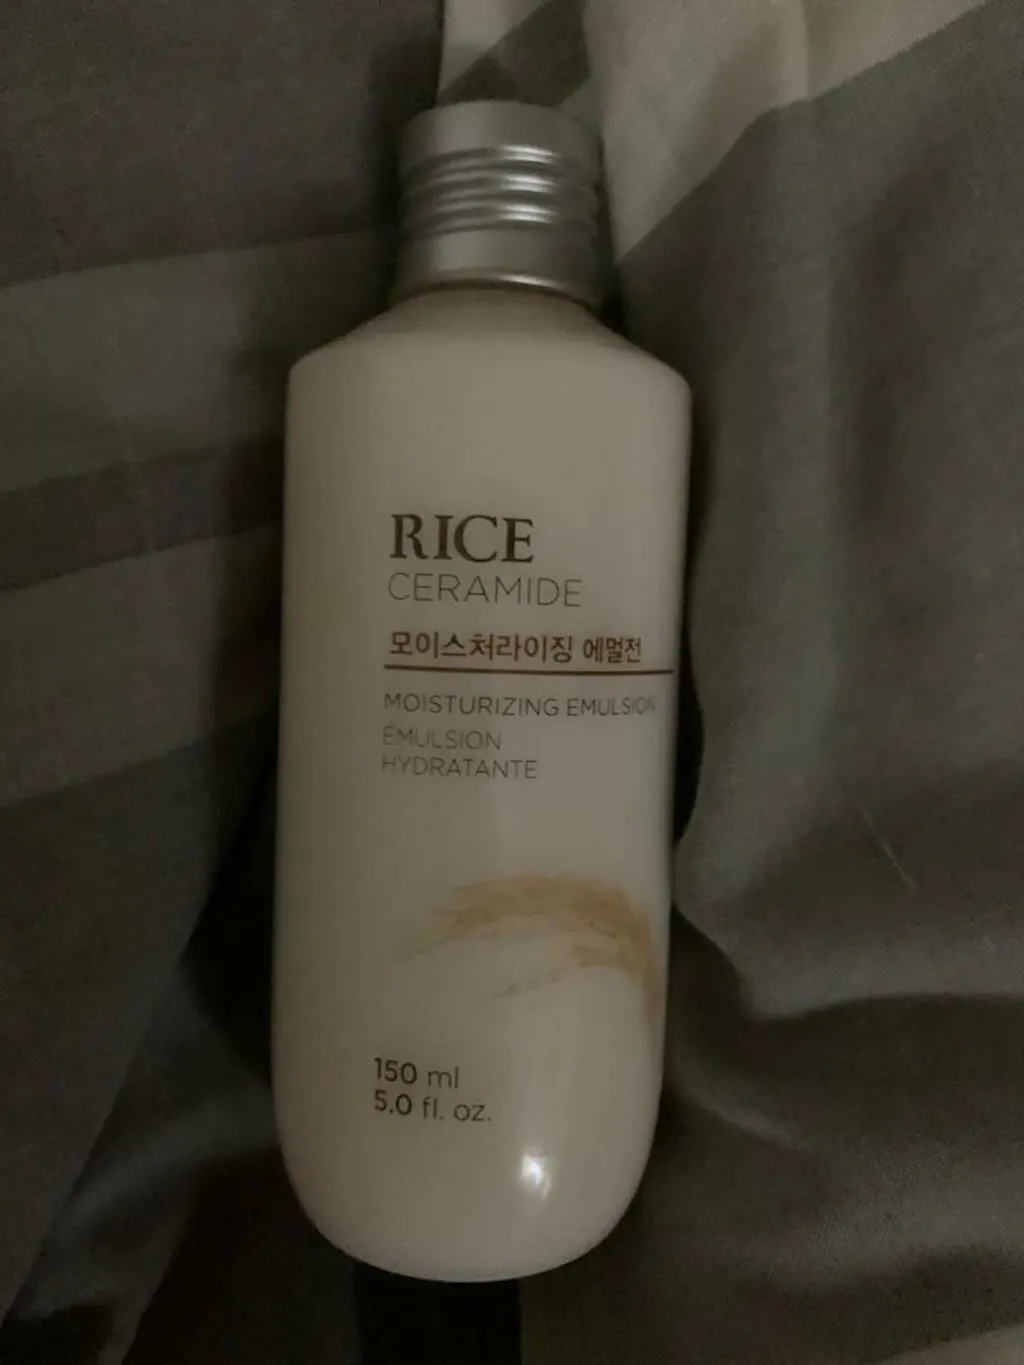 RICE
CERAMIDE
모이스처라이징 에멀전
MOISTURIZING EMULSION
ÉMULSION
HYDRATANTE
150 ml
5.0 fl. oz.